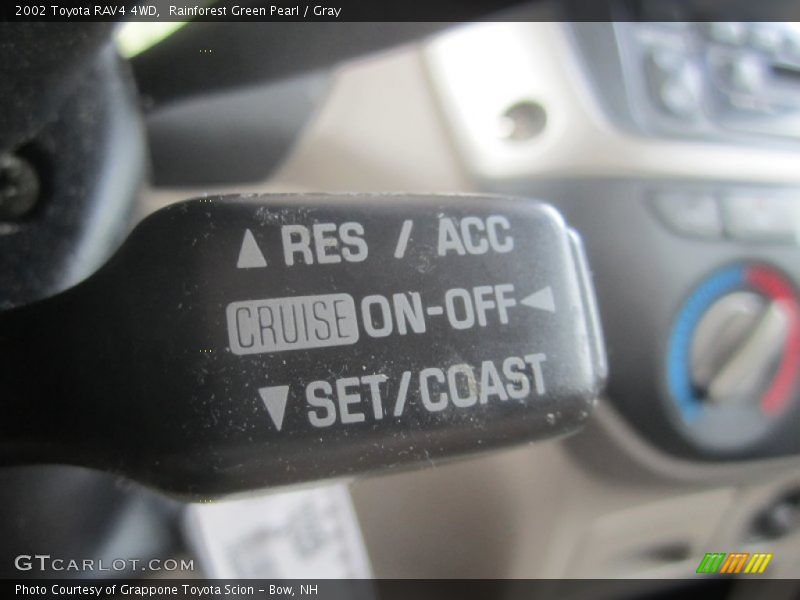 2002 Toyota RAV4 4WD,  Rainforest Green Pearl / Gray
▲ RES / ACC
CRUISE ON-OFF ◄
▼ SET/COAST
GTCARLOT.COM
Photo Courtesy of Grappone Toyota Scion - Bow, NH